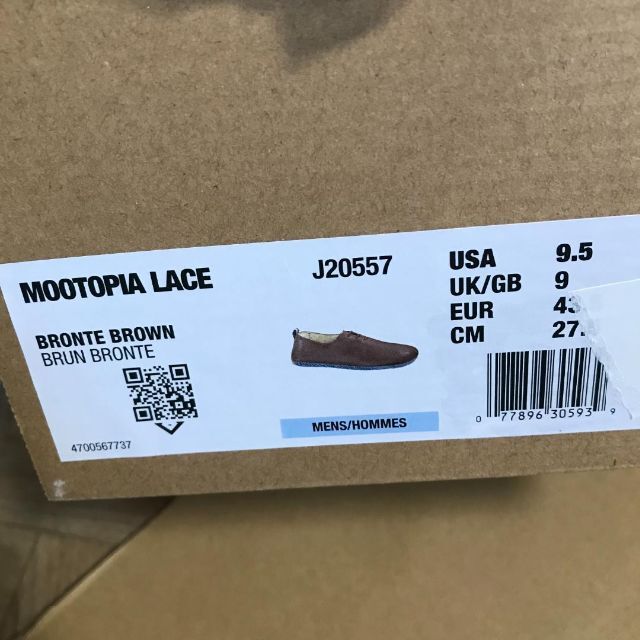 MOOTOPIA LACE
J20557
BRONTE BROWN
BRUN BRONTE
4700567737
MENS/HOMMES
USA 9.5
UK/GB 9
EUR
CM
0 77896 30593 9